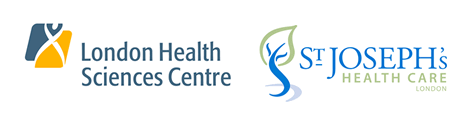 London Health
Sciences Centre
ST JOSEPH's
HEALTH CARE
LONDON